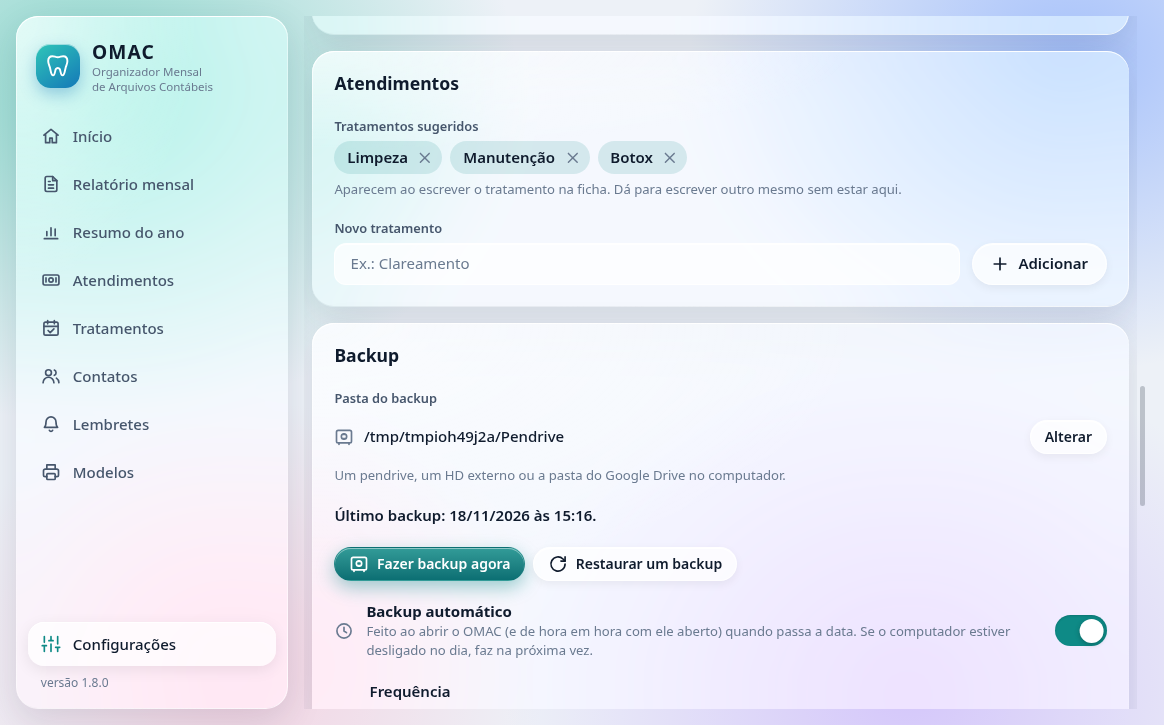 OMAC
Organizador Mensal
de Arquivos Contábeis
Início
Relatório mensal
Resumo do ano
Atendimentos
Tratamentos
Contatos
Lembretes
Modelos
Configurações
versão 1.8.0
Atendimentos
Tratamentos sugeridos
Limpeza
Manutenção
Botox
Aparecem ao escrever o tratamento na ficha. Dá para escrever outro mesmo sem estar aqui.
Novo tratamento
Ex.: Clareamento
Adicionar
Backup
Pasta do backup
/tmp/tmpioh49j2a/Pendrive
Alterar
Um pendrive, um HD externo ou a pasta do Google Drive no computador.
Último backup: 18/11/2026 às 15:16.
Fazer backup agora
Restaurar um backup
Backup automático
Feito ao abrir o OMAC (e de hora em hora com ele aberto) quando passa a data. Se o computador estiver
desligado no dia, faz na próxima vez.
Frequência